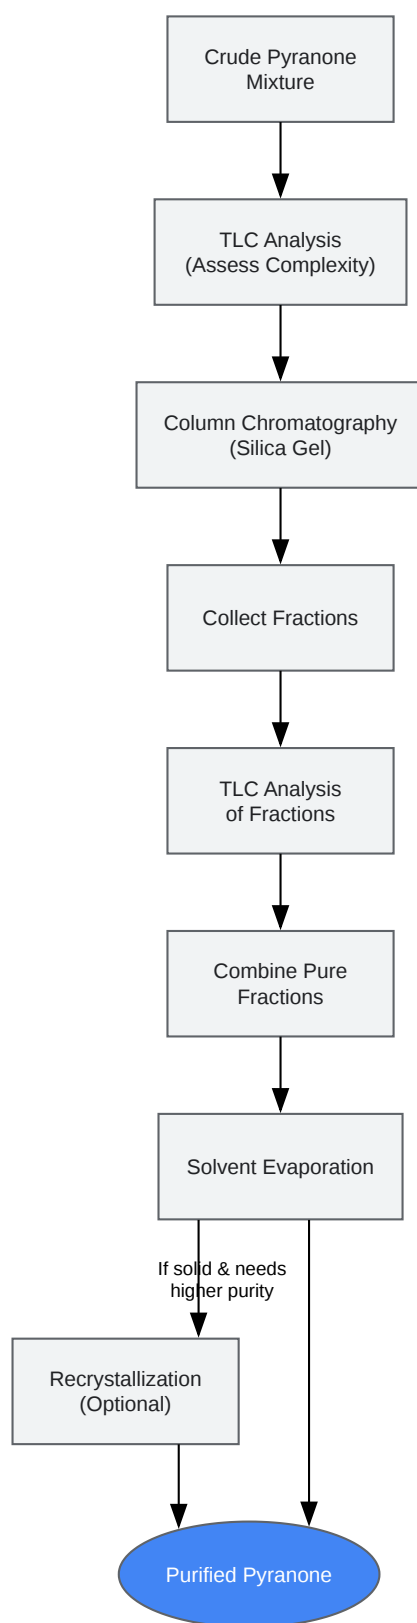 Crude Pyranone
Mixture
TLC Analysis
(Assess Complexity)
Column Chromatography
(Silica Gel)
Collect Fractions
TLC Analysis
of Fractions
Combine Pure
Fractions
Solvent Evaporation
If solid & needs
higher purity
Recrystallization
(Optional)
Purified Pyranone